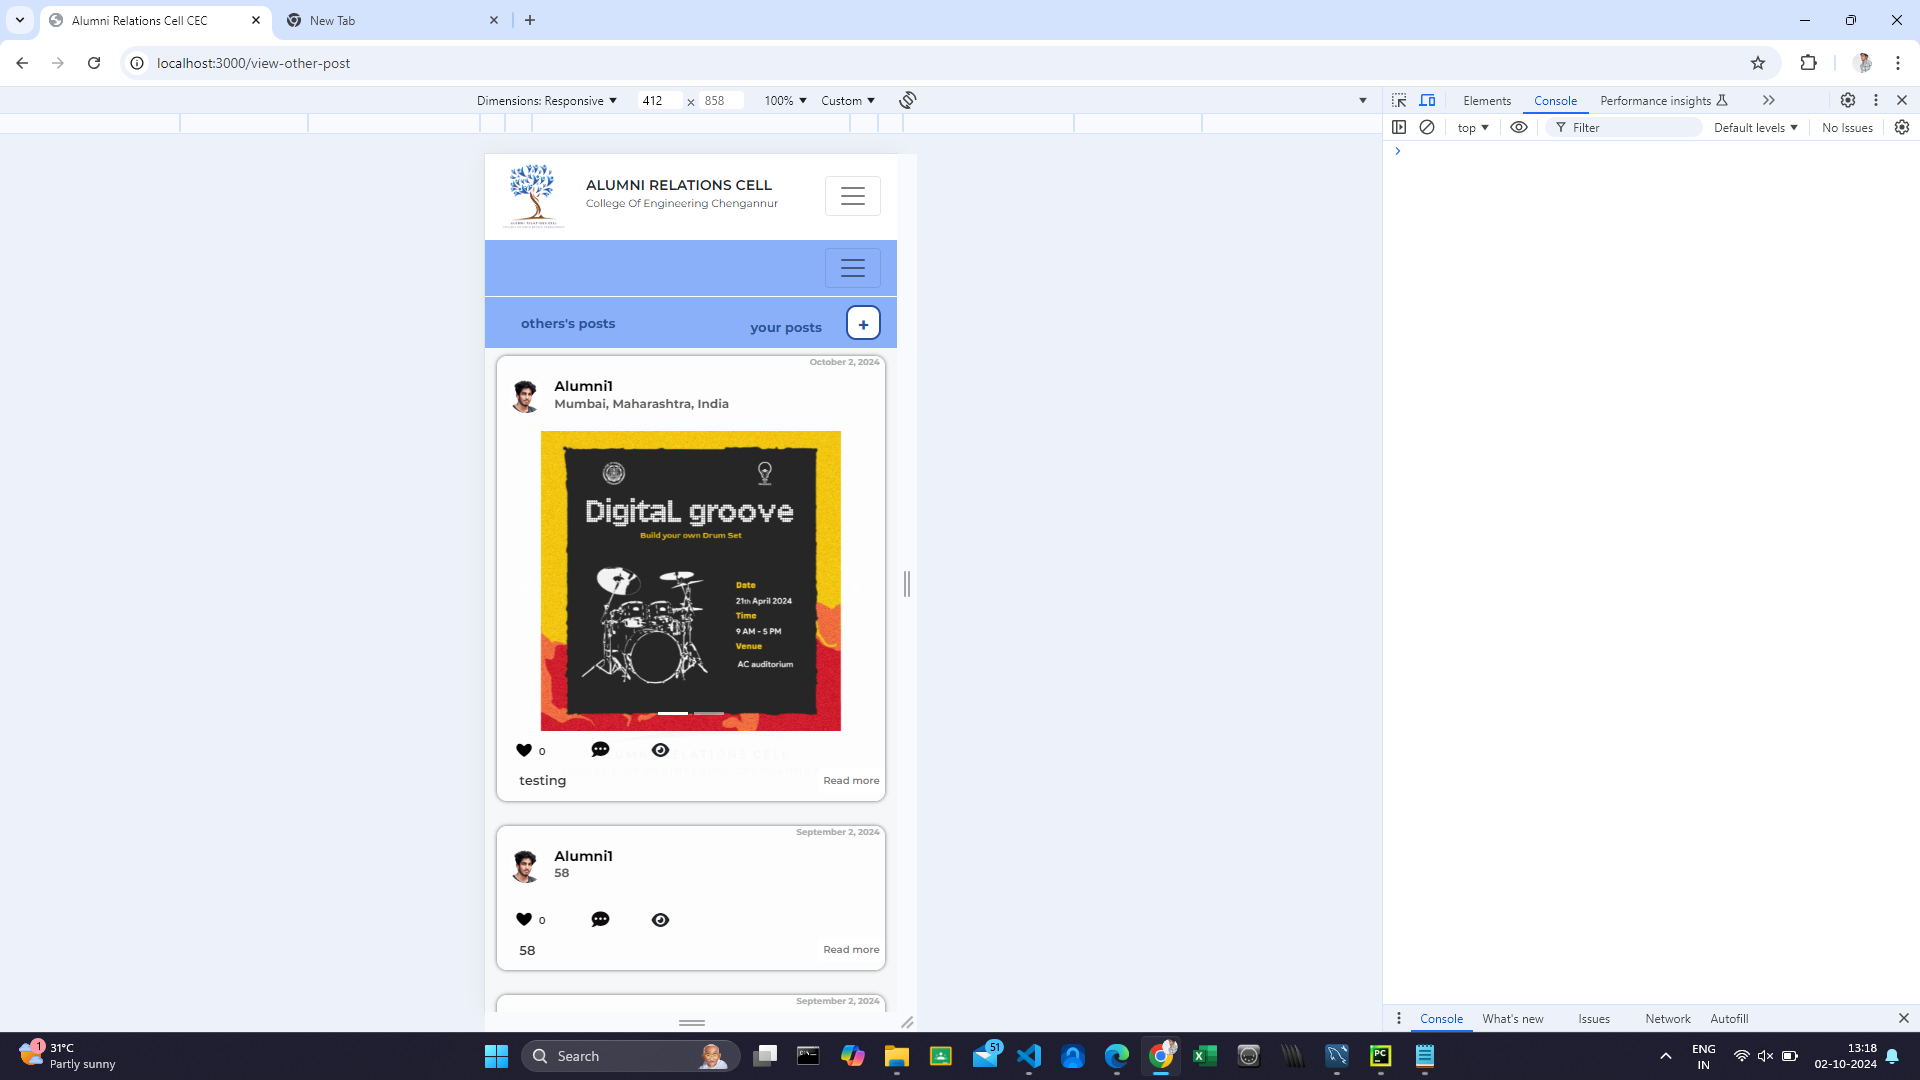 Alumni Relations Cell CEC
New Tab
localhost:3000/view-other-post
Dimensions: Responsive 412 × 858 100% Custom
Elements Console Performance insights
top Filter Default levels No Issues
ALUMNI RELATIONS CELL
College Of Engineering Chengannur
others's posts
your posts
+
October 2, 2024
Alumni1
Mumbai, Maharashtra, India
DigitaL groove
Build your own Drum Set
Date
21th April 2024
Time
9 AM - 5 PM
Venue
AC auditorium
0
testing
Read more
September 2, 2024
Alumni1
58
0
58
Read more
September 2, 2024
Console What's new Issues Network Autofill
1
31°C
Partly sunny
Search
51
PC
ENG
IN
13:18
02-10-2024